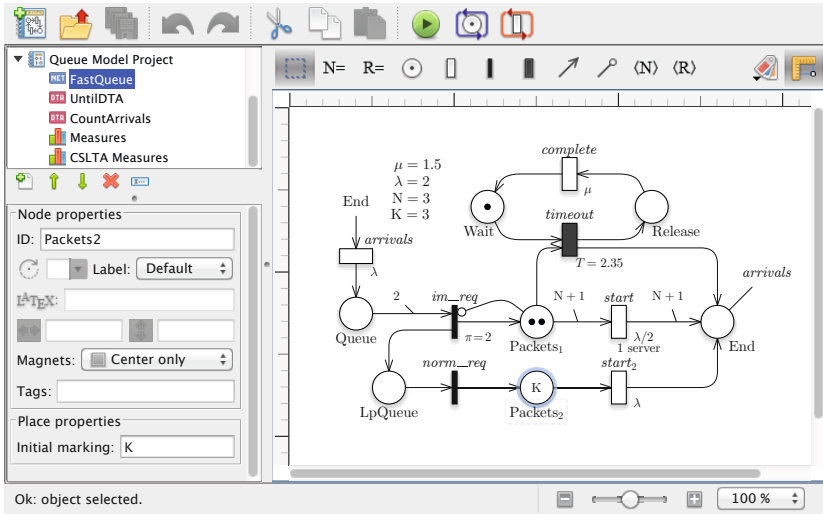 Queue Model Project
NET FastQueue
DTA UntilDTA
DTA CountArrivals
Measures
CSLTA Measures
Node properties
ID: Packets2
Label: Default
LATEX:
Magnets: Center only
Tags:
Place properties
Initial marking: K
Ok: object selected.
N= R= ⟨N⟩ ⟨R⟩
μ = 1.5
λ = 2
N = 3
K = 3
complete
μ
Wait
Release
timeout
T = 2.35
End
arrivals
λ
arrivals
Queue
2
im_req
π=2
Packets₁
N + 1
start
N + 1
λ/2
1 server
End
LpQueue
norm_req
K
Packets₂
start₂
λ
100 %